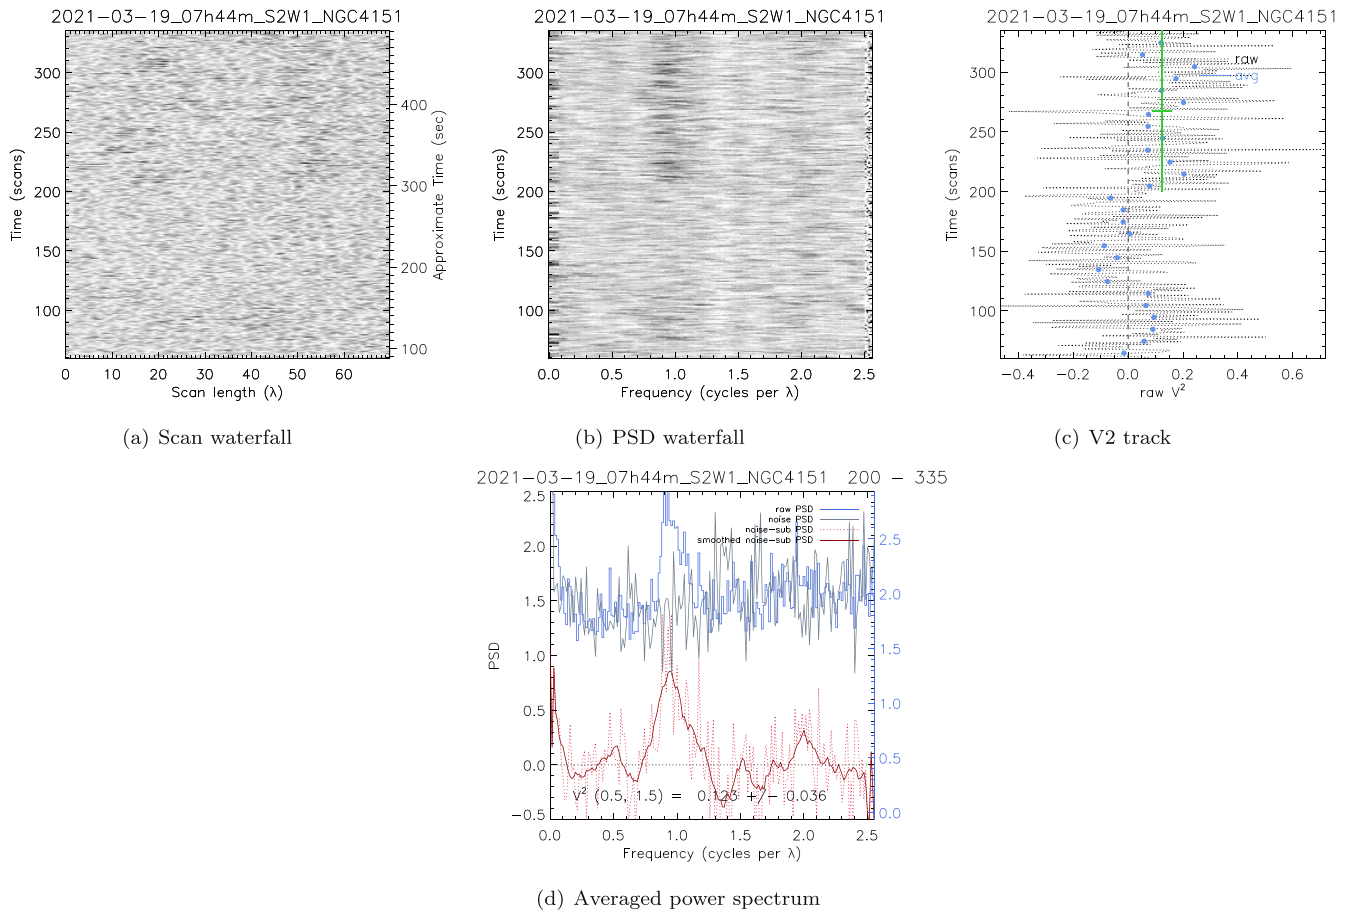 2021-03-19_07h44m_S2W1_NGC4151
Time (scans)
300
250
200
150
100
400
300
200
100
Approximate Time (sec)
0 10 20 30 40 50 60
Scan length (λ)
(a) Scan waterfall
2021-03-19_07h44m_S2W1_NGC4151
Time (scans)
300
250
200
150
100
0.0 0.5 1.0 1.5 2.0 2.5
Frequency (cycles per λ)
(b) PSD waterfall
2021-03-19_07h44m_S2W1_NGC4151
raw
avg
Time (scans)
300
250
200
150
100
-0.4 -0.2 0.0 0.2 0.4 0.6
raw V²
(c) V2 track
2021-03-19_07h44m_S2W1_NGC4151 200 - 335
raw PSD
noise PSD
noise-sub PSD
smoothed noise-sub PSD
PSD
2.5
2.0
1.5
1.0
0.5
0.0
-0.5
2.5
2.0
1.5
1.0
0.5
0.0
V² (0.5, 1.5) = 0.123 +/- 0.036
0.0 0.5 1.0 1.5 2.0 2.5
Frequency (cycles per λ)
(d) Averaged power spectrum